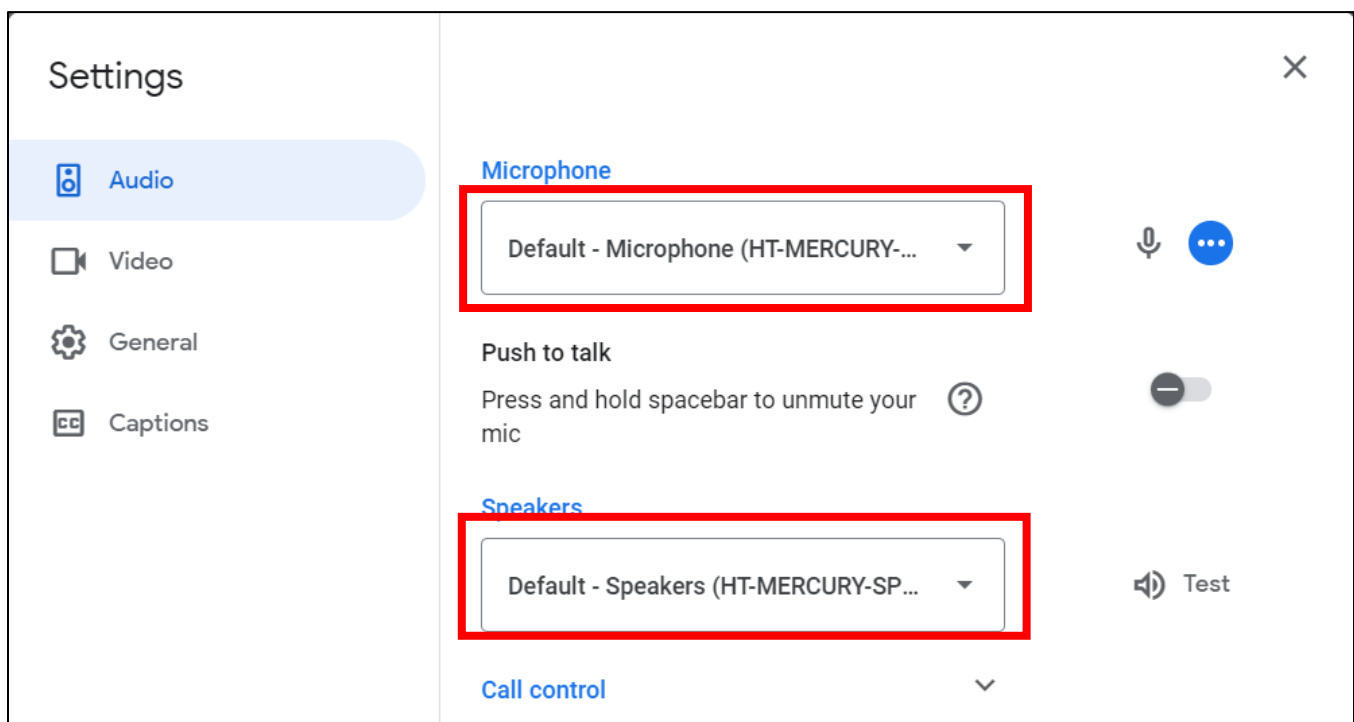 Settings
Audio
Video
General
Captions
Microphone
Default - Microphone (HT-MERCURY-...
Push to talk
Press and hold spacebar to unmute your
mic
Speakers
Default - Speakers (HT-MERCURY-SP...
Test
Call control